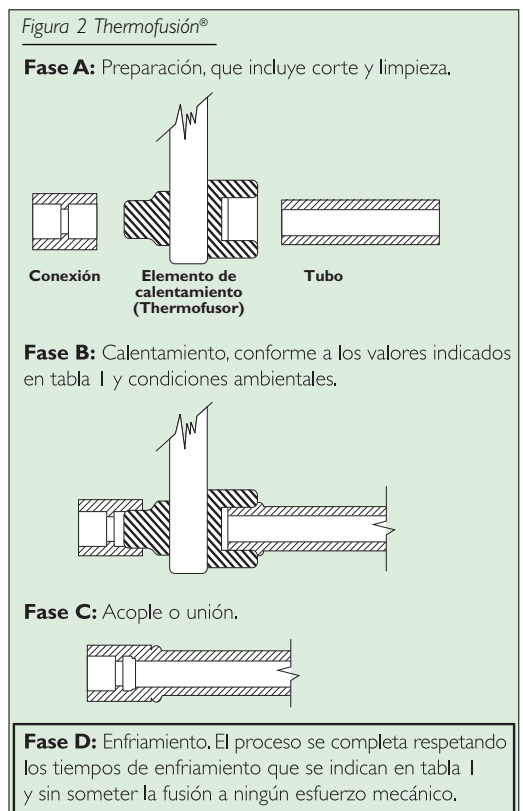 Figura 2 Thermofusión®
Fase A: Preparación, que incluye corte y limpieza.
Conexión
Elemento de
calentamiento
(Thermofusor)
Tubo
Fase B: Calentamiento, conforme a los valores indicados
en tabla 1 y condiciones ambientales.
Fase C: Acople o unión.
Fase D: Enfriamiento. El proceso se completa respetando
los tiempos de enfriamiento que se indican en tabla 1
y sin someter la fusión a ningún esfuerzo mecánico.